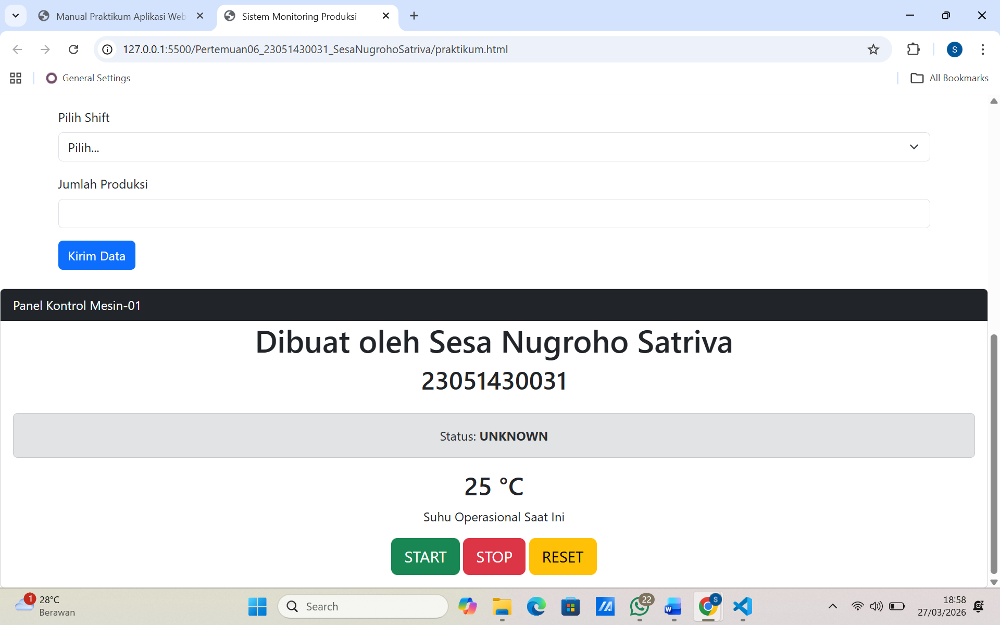 Manual Praktikum Aplikasi Web
Sistem Monitoring Produksi
127.0.0.1:5500/Pertemuan06_23051430031_SesaNugrohoSatriva/praktikum.html
S
General Settings
All Bookmarks
Pilih Shift
Pilih...
Jumlah Produksi
Kirim Data
Panel Kontrol Mesin-01
Dibuat oleh Sesa Nugroho Satriva
23051430031
Status: UNKNOWN
25 °C
Suhu Operasional Saat Ini
START STOP RESET
1
28°C
Berawan
Search
22
W
S
18:58
27/03/2026